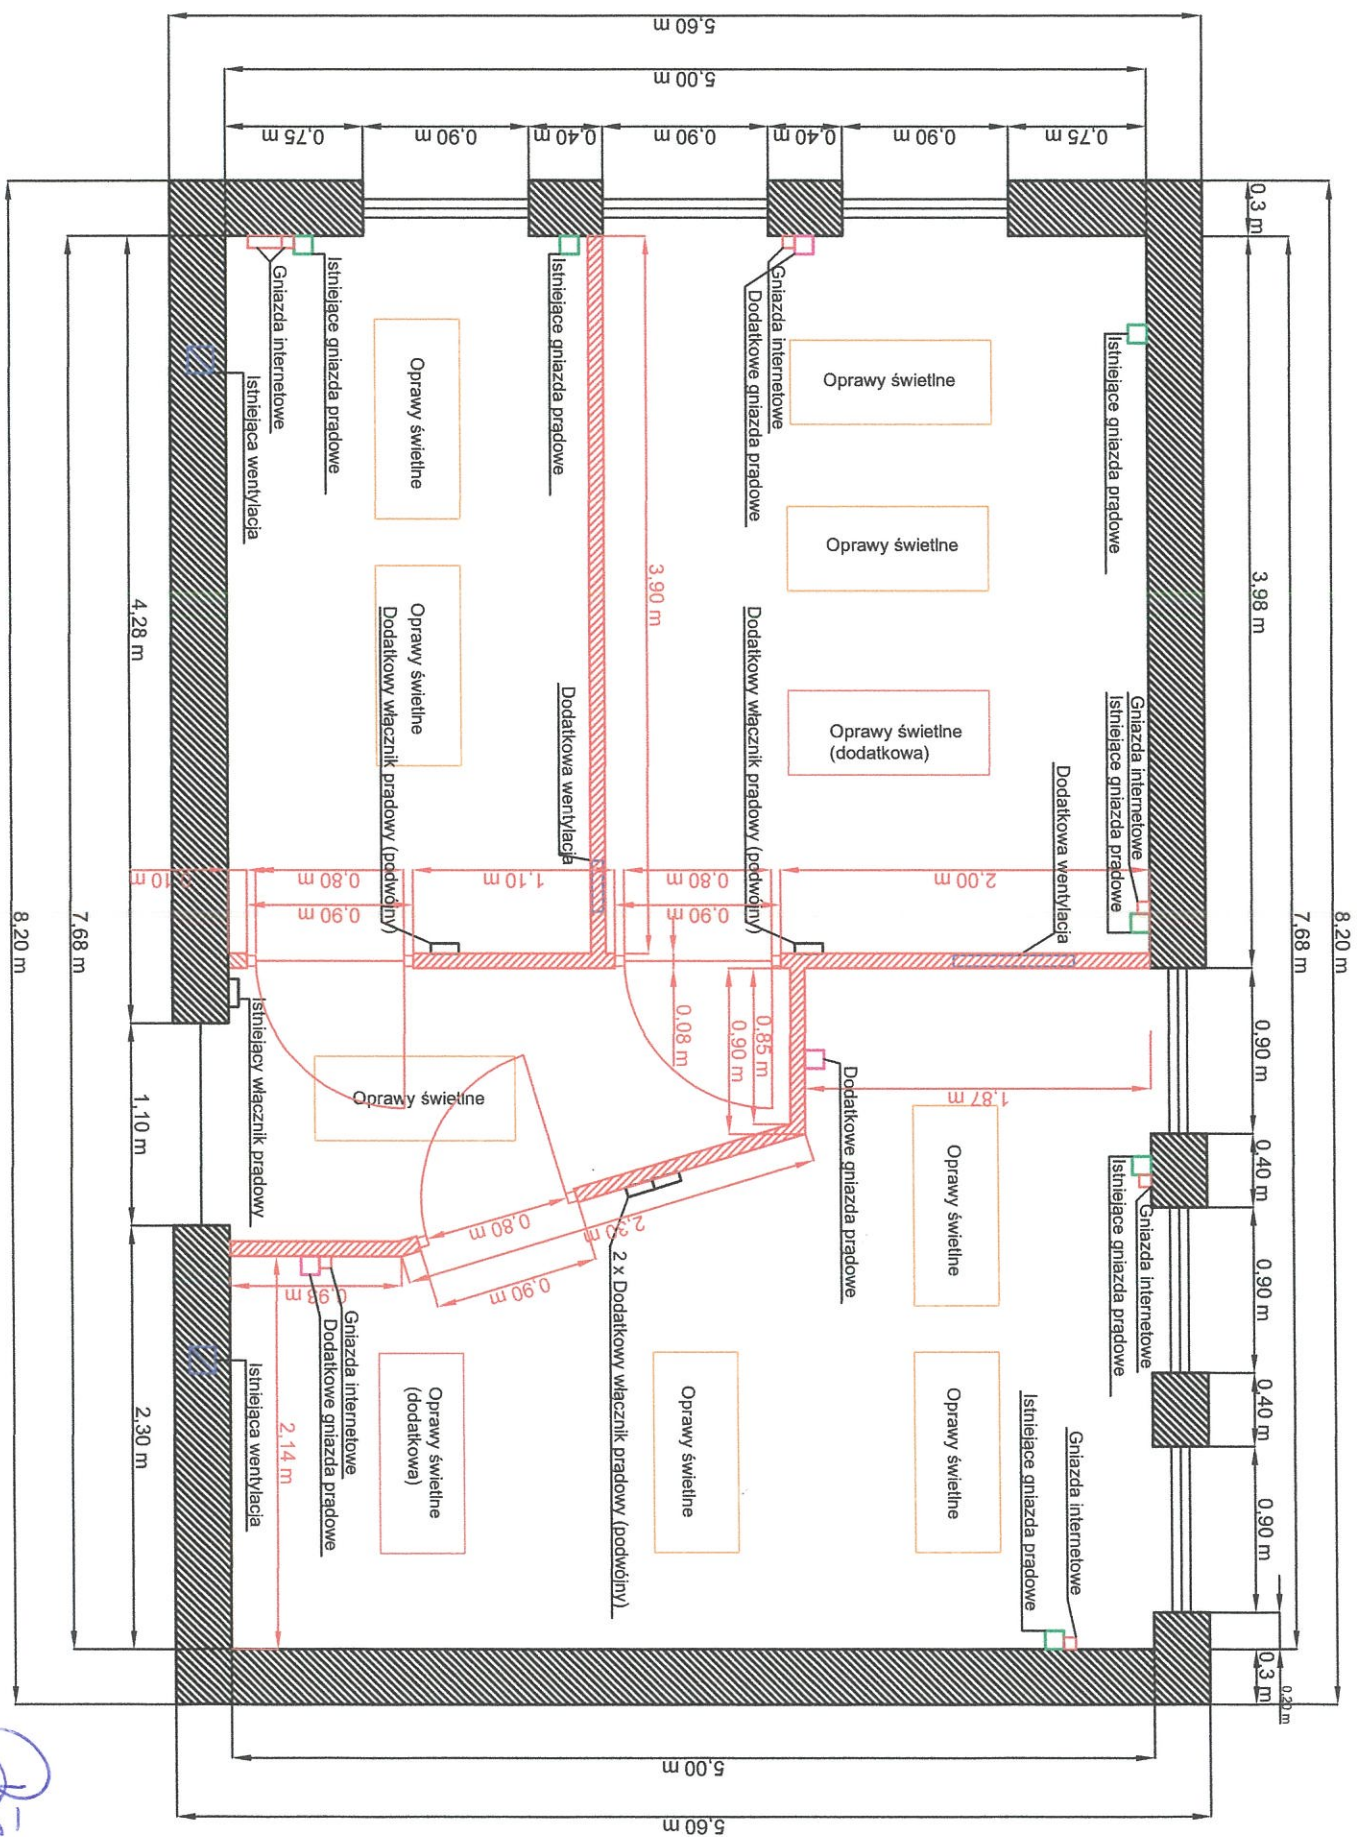 5,60 m
5,00 m
0,75 m
0,90 m
0,40 m
0,90 m
0,40 m
0,90 m
0,75 m
0,3 m
Gniazda internetowe
Istniejące gniazda prądowe
Istniejąca wentylacja
Istniejące gniazda prądowe
Gniazda internetowe
Dodatkowe gniazda prądowe
Istniejące gniazda prądowe
Oprawy świetlne
Oprawy świetlne
Oprawy świetlne
Oprawy świetlne
Oprawy świetlne
(dodatkowa)
3,90 m
3,98 m
4,28 m
7,68 m
8,20 m
7,68 m
8,20 m
Dodatkowy włącznik prądowy (podwójny)
Dodatkowa wentylacja
Dodatkowy włącznik prądowy (podwójny)
Dodatkowa wentylacja
Gniazda internetowe
Istniejące gniazda prądowe
0,10 m
0,80 m
1,10 m
0,80 m
2,00 m
0,90 m
0,90 m
0,08 m
0,90 m
0,85 m
1,87 m
Istniejący włącznik prądowy
Oprawy świetlne
Dodatkowe gniazda prądowe
Oprawy świetlne
Istniejące gniazda prądowe
Gniazda internetowe
0,90 m
0,40 m
0,90 m
0,40 m
0,90 m
0,20 m
0,3 m
1,10 m
2,30 m
0,80 m
2,30 m
0,90 m
0,93 m
2,14 m
2 x Dodatkowy włącznik prądowy (podwójny)
Gniazda internetowe
Dodatkowe gniazda prądowe
Istniejąca wentylacja
Oprawy świetlne
(dodatkowa)
Oprawy świetlne
Oprawy świetlne
Istniejące gniazda prądowe
Gniazda internetowe
5,00 m
5,60 m